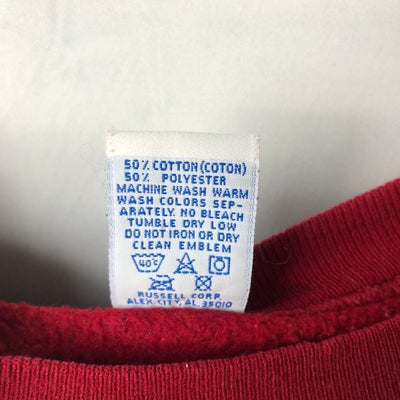 50% COTTON (COTON)
50% POLYESTER
MACHINE WASH WARM
WASH COLORS SEP-
ARATELY. NO BLEACH
TUMBLE DRY LOW
DO NOT IRON OR DRY
CLEAN EMBLEM
40°C
RUSSELL CORP.
ALEX. CITY, AL. 35010